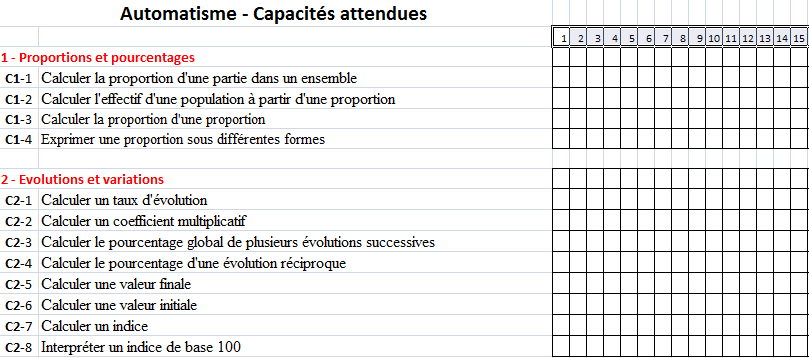 Automatisme - Capacités attendues
1 2 3 4 5 6 7 8 9 10 11 12 13 14 15
1 - Proportions et pourcentages
C1-1 Calculer la proportion d'une partie dans un ensemble
C1-2 Calculer l'effectif d'une population à partir d'une proportion
C1-3 Calculer la proportion d'une proportion
C1-4 Exprimer une proportion sous différentes formes
2 - Evolutions et variations
C2-1 Calculer un taux d'évolution
C2-2 Calculer un coefficient multiplicatif
C2-3 Calculer le pourcentage global de plusieurs évolutions successives
C2-4 Calculer le pourcentage d'une évolution réciproque
C2-5 Calculer une valeur finale
C2-6 Calculer une valeur initiale
C2-7 Calculer un indice
C2-8 Interpréter un indice de base 100